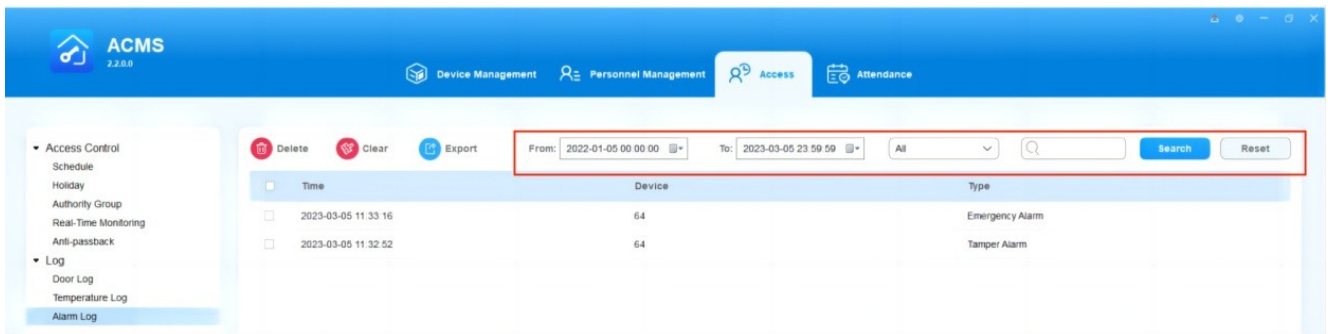 ACMS
2.2.0.0
Device Management Personnel Management Access Attendance
Access Control
Schedule
Holiday
Authority Group
Real-Time Monitoring
Anti-passback
Log
Door Log
Temperature Log
Alarm Log
Delete Clear Export From: 2022-01-05 00:00:00 To: 2023-03-05 23:59:59 All Search Reset
Time Device Type
2023-03-05 11:33:16 64 Emergency Alarm
2023-03-05 11:32:52 64 Tamper Alarm